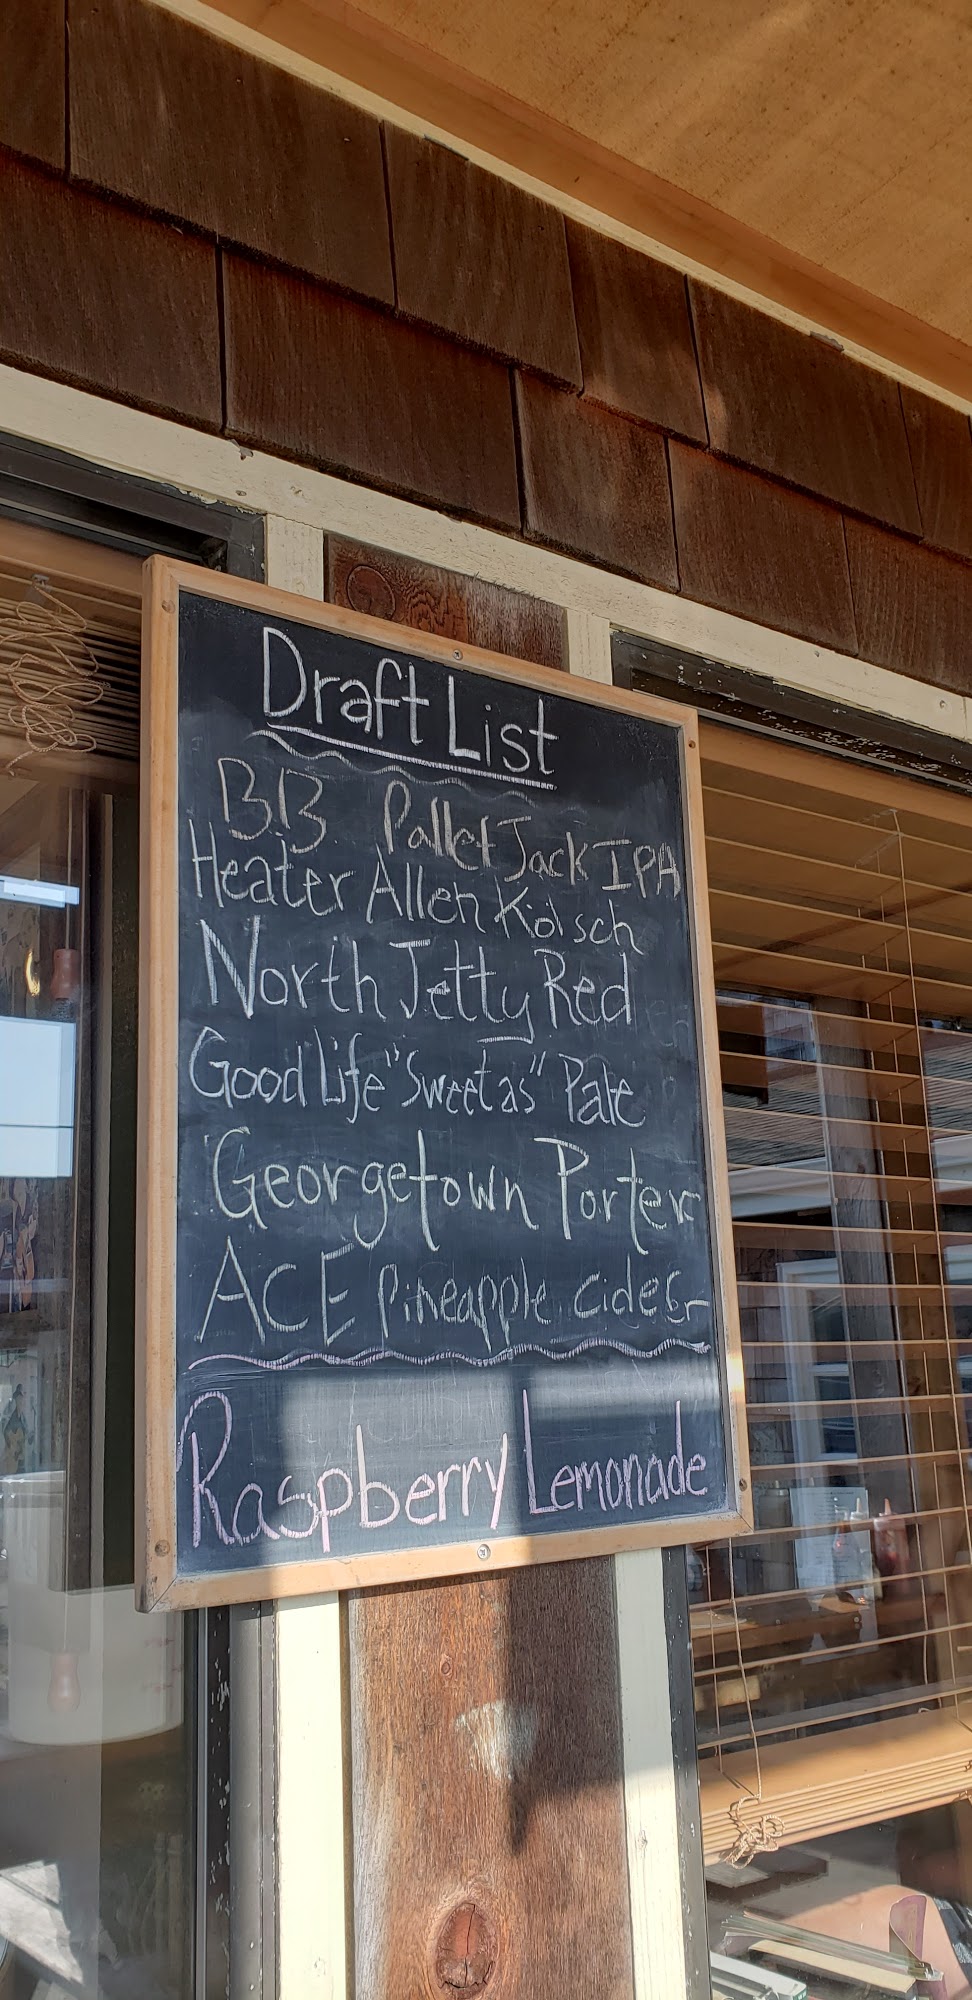 Draft List
B.B. Pallet Jack IPA
Heater Allen Kölsch
North Jetty Red
Good Life "Sweet as" Pale
Georgetown Porter
ACE Pineapple Cider
Raspberry Lemonade